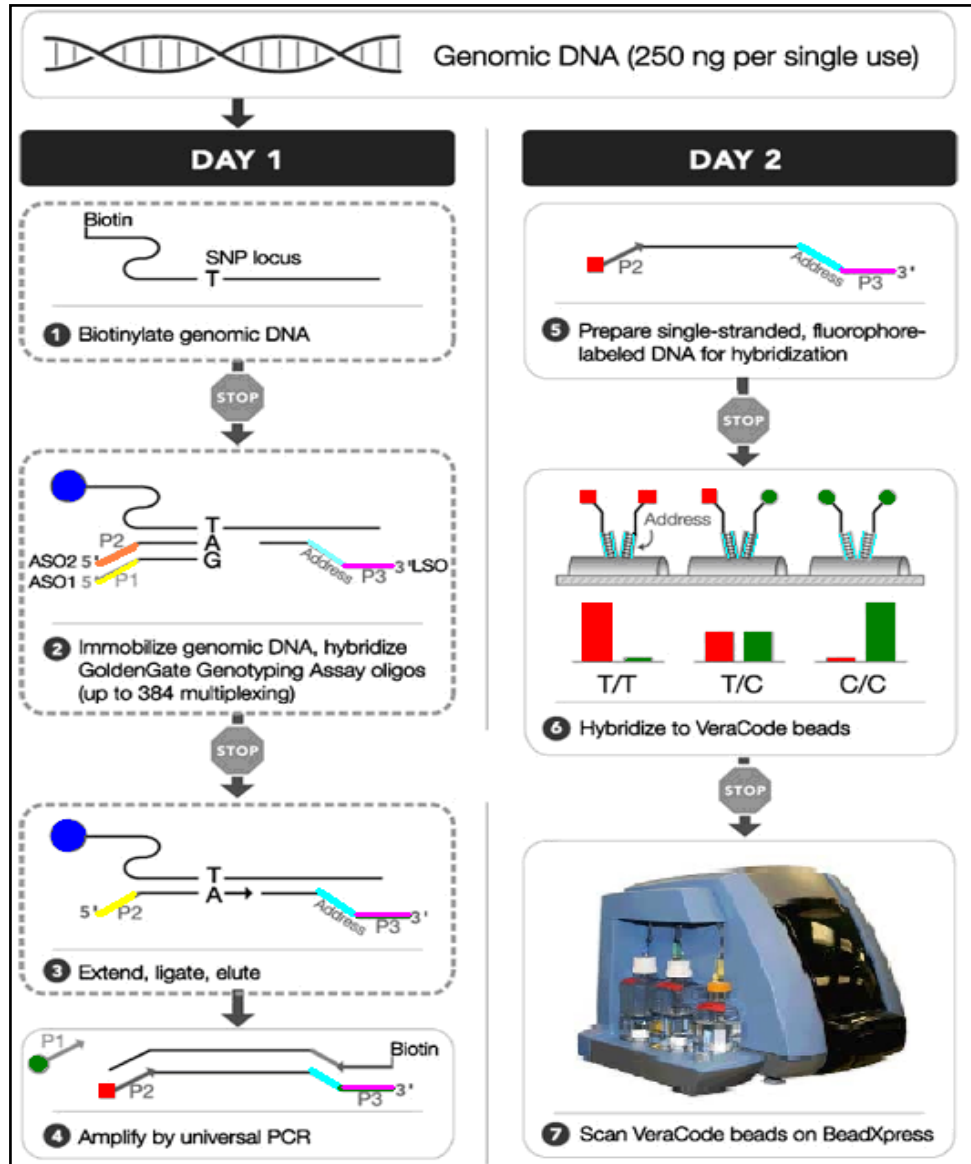 Genomic DNA (250 ng per single use)
DAY 1
Biotin
SNP locus
T
1 Biotinylate genomic DNA
STOP
T
P2
A
ASO2 5'
G
Address
ASO1 5'
P1
P3
3'LSO
2 Immobilize genomic DNA, hybridize
GoldenGate Genotyping Assay oligos
(up to 384 multiplexing)
STOP
T
A
5'
P2
Address
P3
3'
3 Extend, ligate, elute
P1
Biotin
P2
P3
3'
4 Amplify by universal PCR
DAY 2
P2
Address
P3
3'
5 Prepare single-stranded, fluorophore-
labeled DNA for hybridization
STOP
Address
T/T
T/C
C/C
6 Hybridize to VeraCode beads
STOP
7 Scan VeraCode beads on BeadXpress